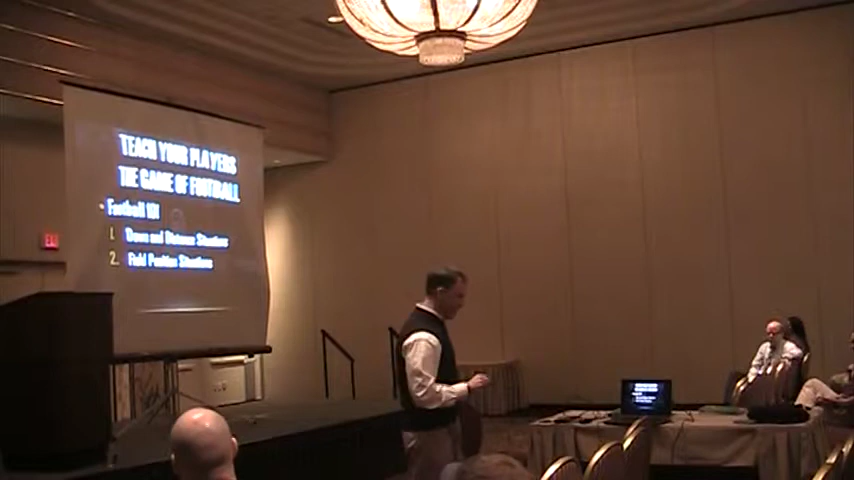 TEACH YOUR PLAYERS
THE GAME OF FOOTBALL
Football 101
1. Down and Distance Situations
2. Field Position Situations
EXIT